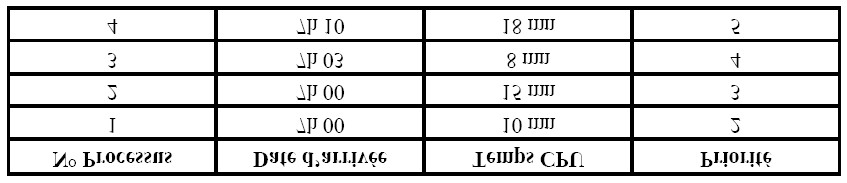 N° Processus Date d'arrivée Temps CPU Priorité
1 7h 00 10 mn 2
2 7h 00 15 mn 3
3 7h 03 8 mn 4
4 7h 10 18 mn 5